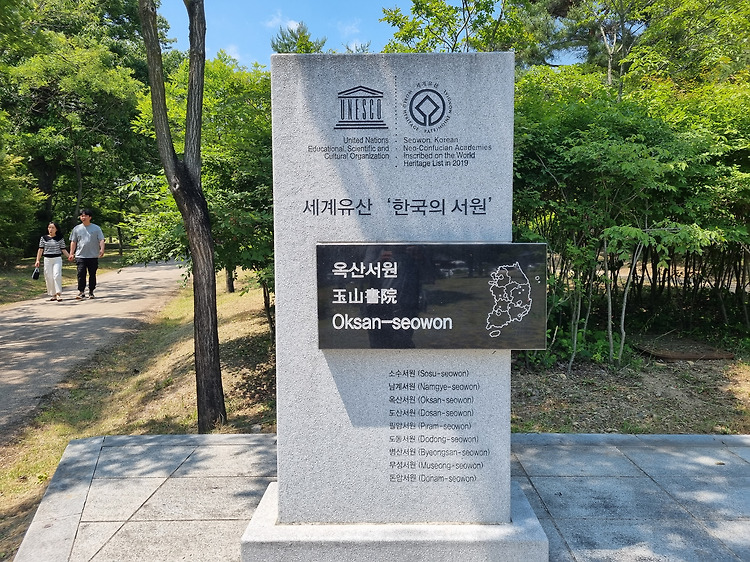 UNESCO
United Nations
Educational, Scientific and
Cultural Organization
세계유산
Seowon, Korean
Neo-Confucian Academies
Inscribed on the World
Heritage List in 2019
세계유산 '한국의 서원'
옥산서원
玉山書院
Oksan-seowon
소수서원 (Sosu-seowon)
남계서원 (Namgye-seowon)
옥산서원 (Oksan-seowon)
도산서원 (Dosan-seowon)
필암서원 (Piram-seowon)
도동서원 (Dodong-seowon)
병산서원 (Byeongsan-seowon)
무성서원 (Museong-seowon)
돈암서원 (Donam-seowon)